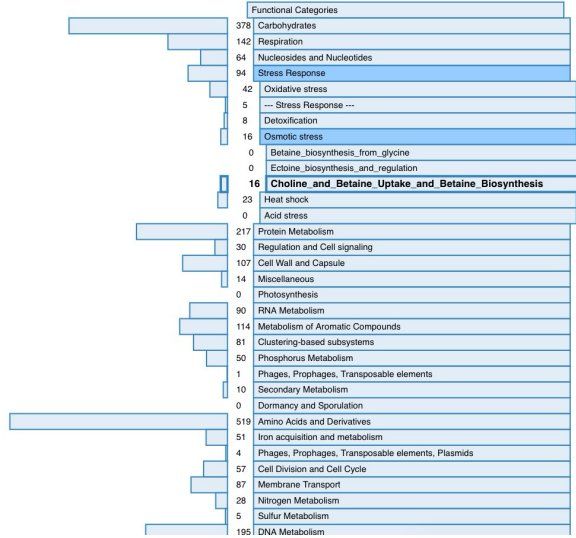 Functional Categories
378 Carbohydrates
142 Respiration
64 Nucleosides and Nucleotides
94 Stress Response
42 Oxidative stress
5 --- Stress Response ---
8 Detoxification
16 Osmotic stress
0 Betaine_biosynthesis_from_glycine
0 Ectoine_biosynthesis_and_regulation
16 Choline_and_Betaine_Uptake_and_Betaine_Biosynthesis
23 Heat shock
0 Acid stress
217 Protein Metabolism
30 Regulation and Cell signaling
107 Cell Wall and Capsule
14 Miscellaneous
0 Photosynthesis
90 RNA Metabolism
114 Metabolism of Aromatic Compounds
81 Clustering-based subsystems
50 Phosphorus Metabolism
1 Phages, Prophages, Transposable elements
10 Secondary Metabolism
0 Dormancy and Sporulation
519 Amino Acids and Derivatives
51 Iron acquisition and metabolism
4 Phages, Prophages, Transposable elements, Plasmids
57 Cell Division and Cell Cycle
87 Membrane Transport
28 Nitrogen Metabolism
5 Sulfur Metabolism
195 DNA Metabolism